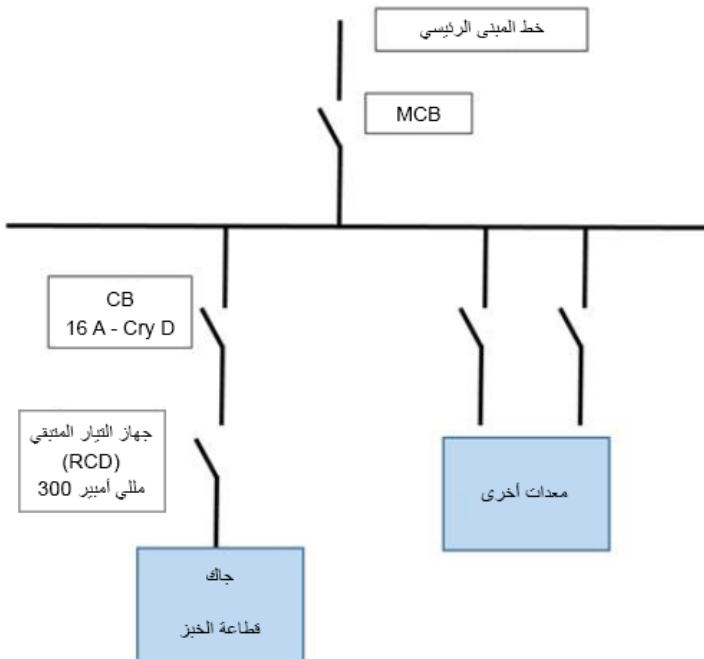 خط المبنى الرئيسي
MCB
CB
16 A - Cry D
جهاز التيار المتبقي
(RCD)
مللي أمبير 300
معدات أخرى
جاك
قطاعة الخبز